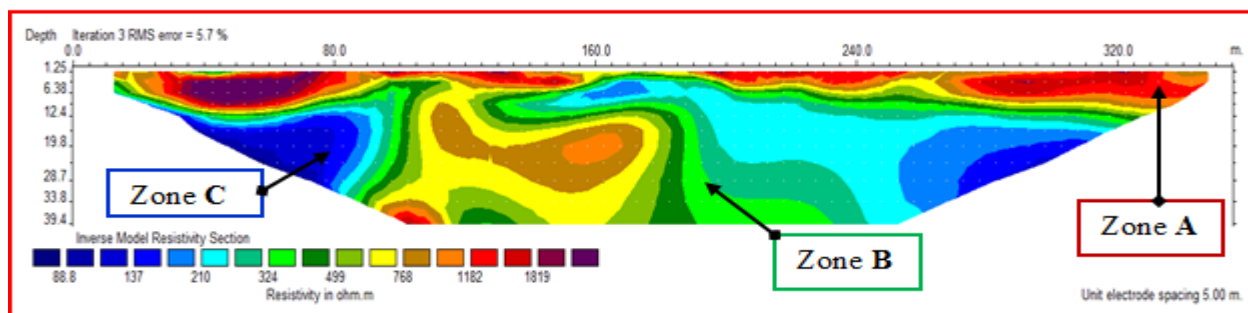 Depth Iteration 3 RMS error = 5.7 %
0.0 80.0 160.0 240.0 320.0 m.
1.25
6.38
12.4
19.8
28.7
33.8
39.4
Zone C
Zone B
Zone A
Inverse Model Resistivity Section
88.8 137 210 324 499 768 1182 1819
Resistivity in ohm.m
Unit electrode spacing 5.00 m.